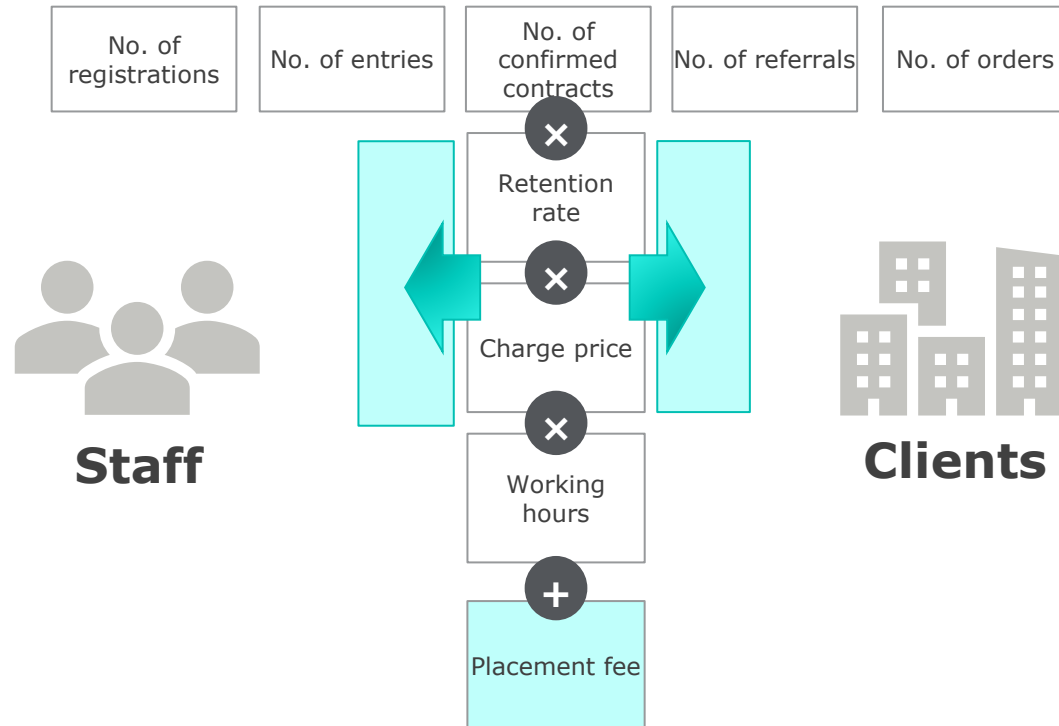 No. of
registrations
No. of entries
No. of
confirmed
contracts
No. of referrals
No. of orders
×
Retention
rate
×
Charge price
×
Staff
Clients
Working
hours
+
Placement fee